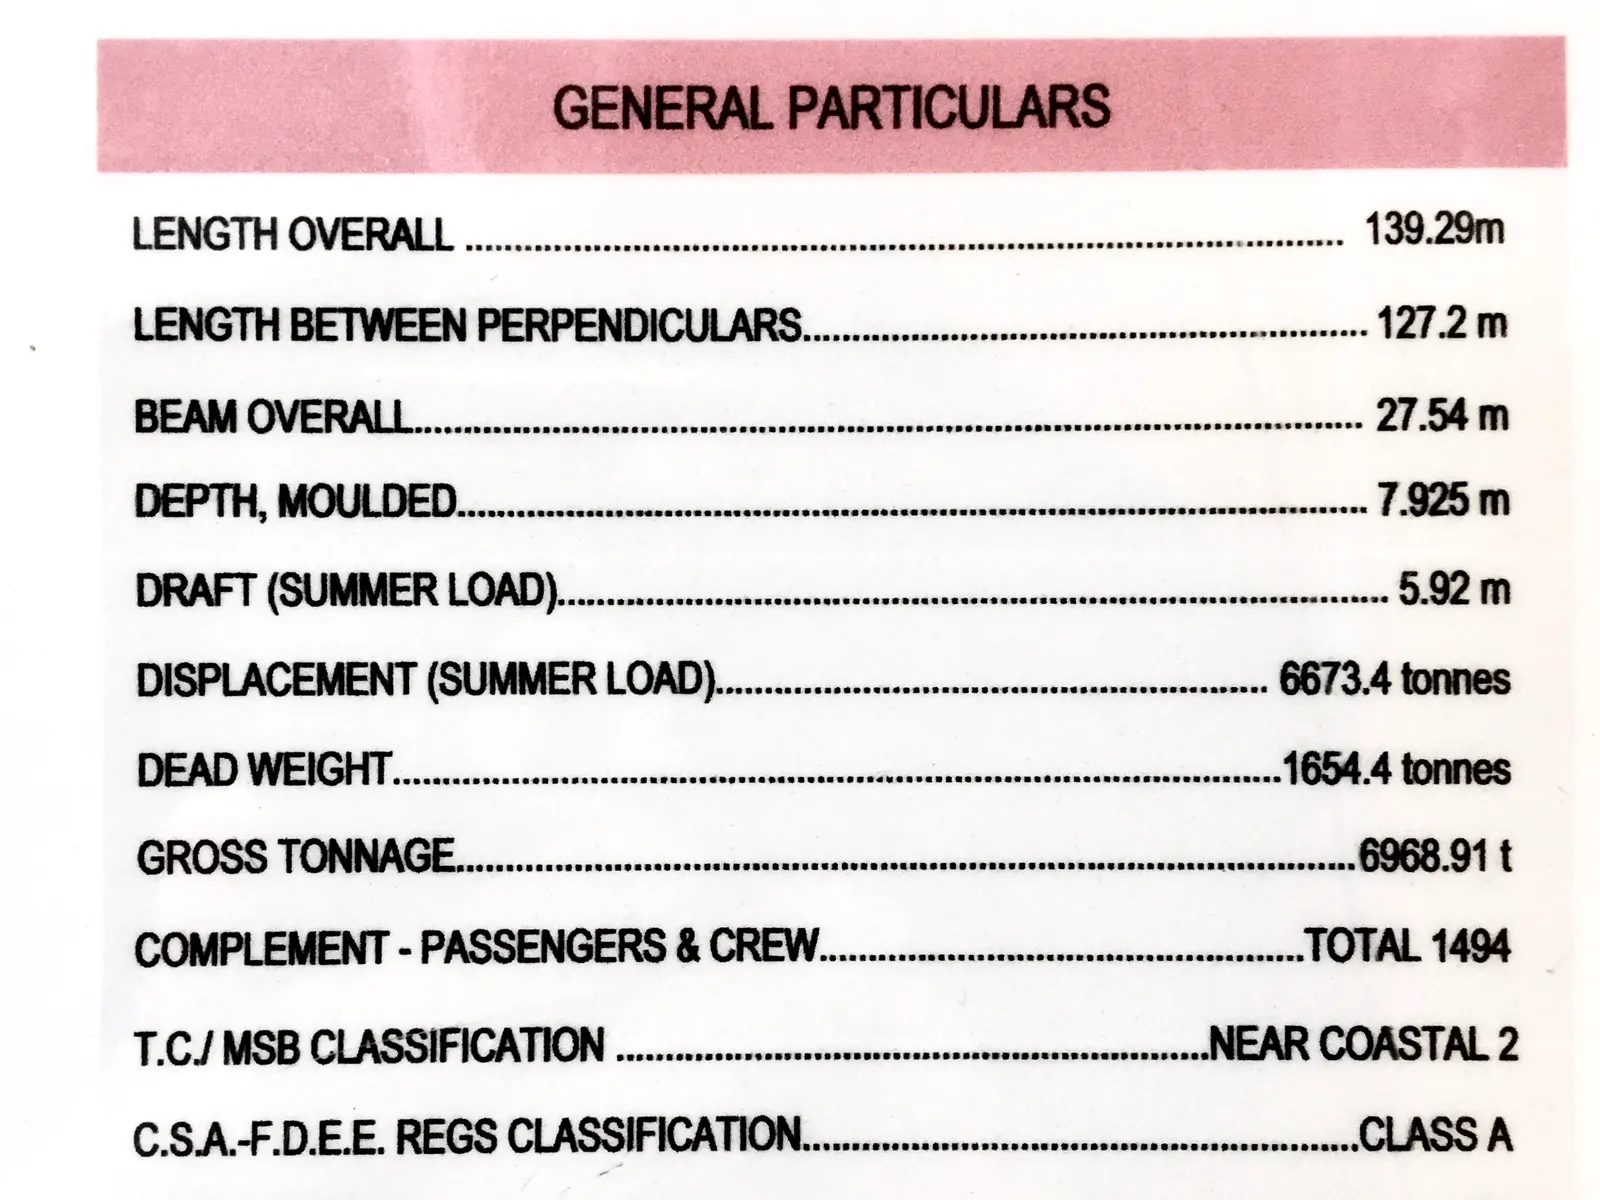 GENERAL PARTICULARS
LENGTH OVERALL ........................................................................................ 139.29m
LENGTH BETWEEN PERPENDICULARS......................................................... 127.2 m
BEAM OVERALL............................................................................................... 27.54 m
DEPTH, MOULDED........................................................................................... 7.925 m
DRAFT (SUMMER LOAD)................................................................................... 5.92 m
DISPLACEMENT (SUMMER LOAD)....................................................... 6673.4 tonnes
DEAD WEIGHT.........................................................................................1654.4 tonnes
GROSS TONNAGE..........................................................................................6968.91 t
COMPLEMENT - PASSENGERS & CREW.................................................TOTAL 1494
T.C./ MSB CLASSIFICATION ............................................................NEAR COASTAL 2
C.S.A.-F.D.E.E. REGS CLASSIFICATION........................................................CLASS A